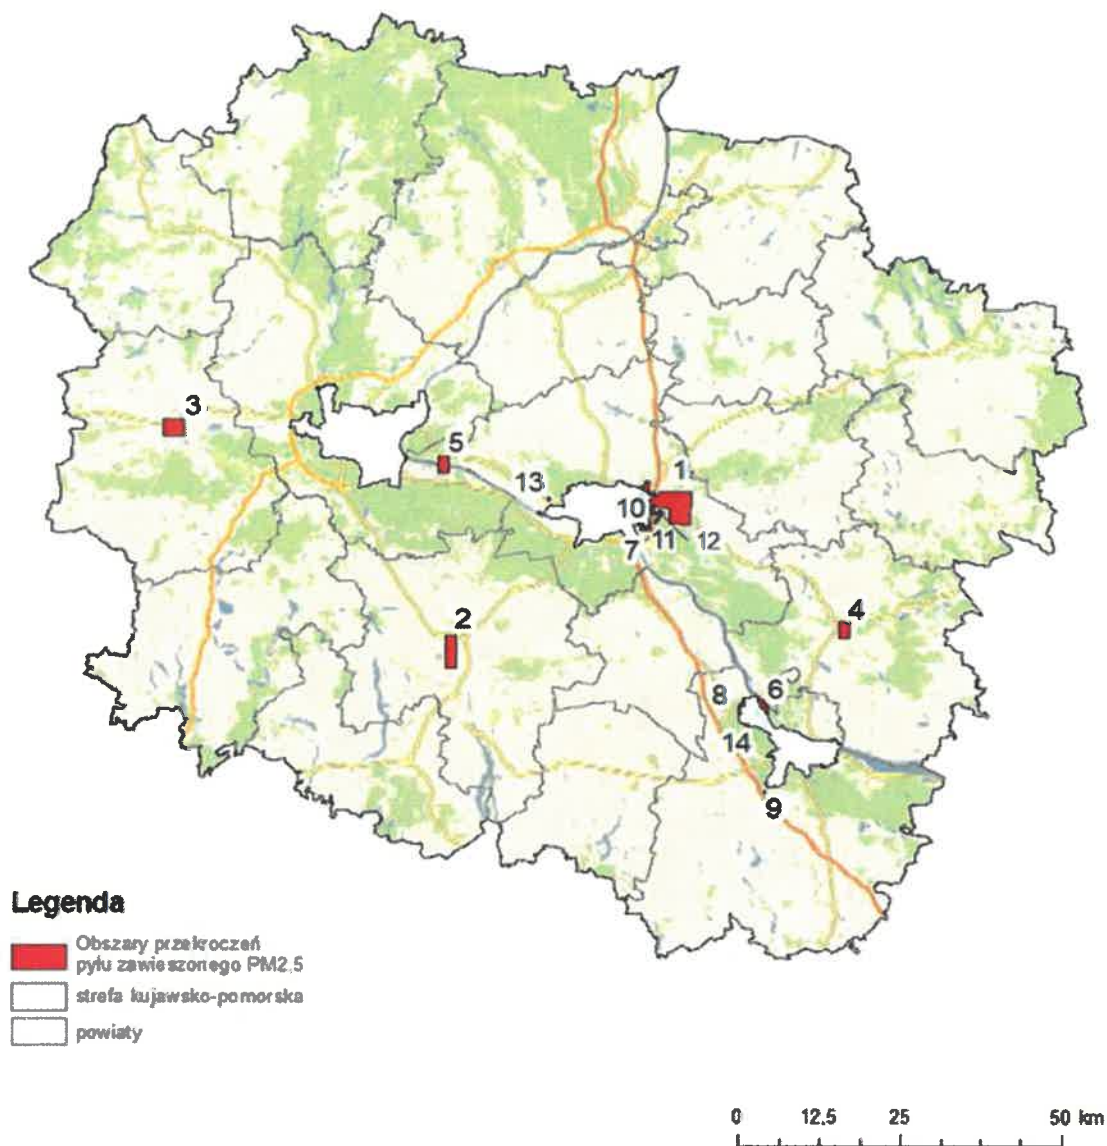 3
5
13
1
10
11
12
7
2
4
8
6
14
9
Legenda
Obszary przekroczeń
pyłu zawieszonego PM2,5
strefa kujawsko-pomorska
powiaty
0 12,5 25 50 km